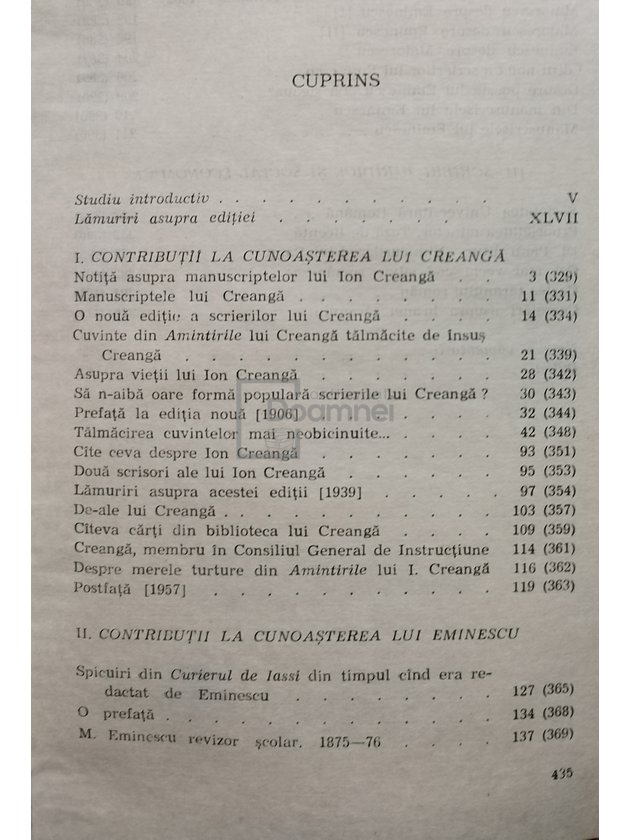 CUPRINS
Studiu introductiv . . . . . . . . . . . V
Lămuriri asupra ediției . . . . . . . . XLVII
I. CONTRIBUȚII LA CUNOAȘTEREA LUI CREANGĂ
Notiță asupra manuscriptelor lui Ion Creangă . . 3 (329)
Manuscriptele lui Creangă . . . . . . . . 11 (331)
O nouă ediție a scrierilor lui Creangă . . . . 14 (334)
Cuvinte din Amintirile lui Creangă tălmăcite de însuș
Creangă . . . . . . . . . . . . 21 (339)
Asupra vieții lui Ion Creangă . . . . . . . 28 (342)
Să n-aibă oare formă populară scrierile lui Creangă ? 30 (343)
Prefață la ediția nouă [1906] . . . . . . . 32 (344)
Tălmăcirea cuvintelor mai neobicinuite... . . . . 42 (348)
Cîte ceva despre Ion Creangă . . . . . . . 93 (351)
Două scrisori ale lui Ion Creangă . . . . . . 95 (353)
Lămuriri asupra acestei ediții [1939] . . . . . 97 (354)
De-ale lui Creangă . . . . . . . . . . . 103 (357)
Cîteva cărți din biblioteca lui Creangă . . . . 109 (359)
Creangă, membru în Consiliul General de Instrucțiune 114 (361)
Despre merele turture din Amintirile lui I. Creangă 116 (362)
Postfață [1957] . . . . . . . . . . . 119 (363)
II. CONTRIBUȚII LA CUNOAȘTEREA LUI EMINESCU
Spicuiri din Curierul de Iassi din timpul cînd era re-
dactat de Eminescu . . . . . . . . 127 (365)
O prefață . . . . . . . . . . . . . 134 (368)
M. Eminescu revizor școlar. 1875—76 . . . . 137 (369)
435